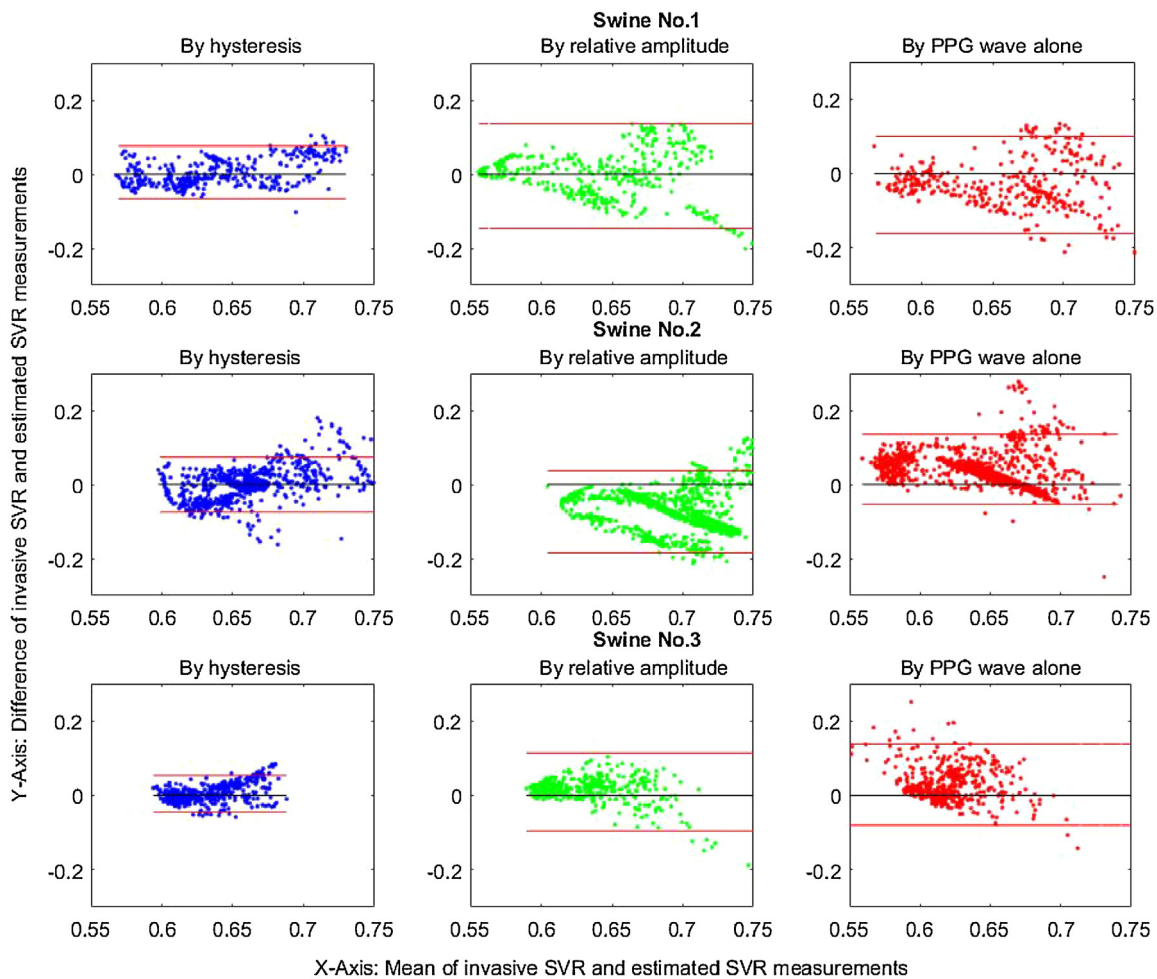 Swine No.1
By hysteresis By relative amplitude By PPG wave alone
0.2 0.2 0.2
0 0 0
-0.2 -0.2 -0.2
0.55 0.6 0.65 0.7 0.75 0.55 0.6 0.65 0.7 0.75 0.55 0.6 0.65 0.7 0.75
Swine No.2
By hysteresis By relative amplitude By PPG wave alone
0.2 0.2 0.2
0 0 0
-0.2 -0.2 -0.2
0.55 0.6 0.65 0.7 0.75 0.55 0.6 0.65 0.7 0.75 0.55 0.6 0.65 0.7 0.75
Swine No.3
By hysteresis By relative amplitude By PPG wave alone
0.2 0.2 0.2
0 0 0
-0.2 -0.2 -0.2
0.55 0.6 0.65 0.7 0.75 0.55 0.6 0.65 0.7 0.75 0.55 0.6 0.65 0.7 0.75
Y-Axis: Difference of invasive SVR and estimated SVR measurements
X-Axis: Mean of invasive SVR and estimated SVR measurements